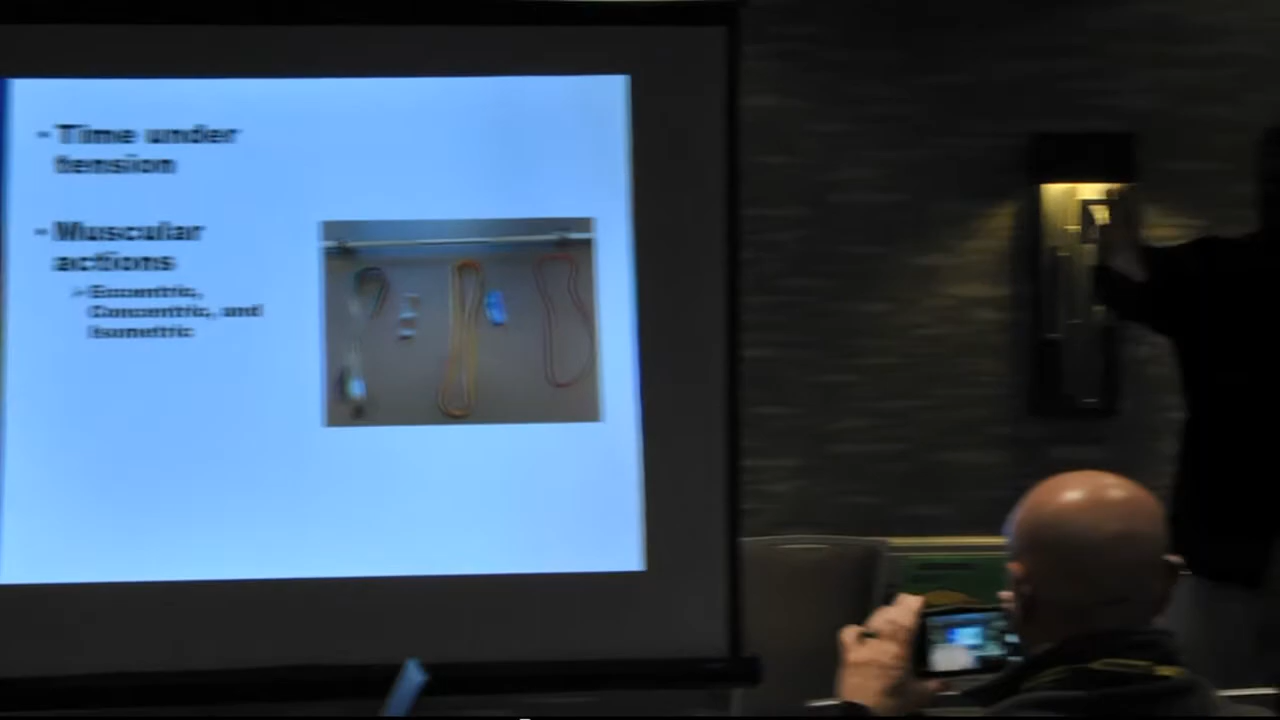 - Time under
tension
- Muscular
actions
➢ Eccentric,
Concentric, and
Isometric